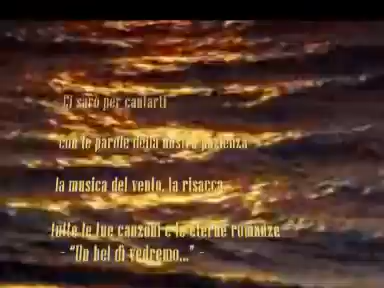 Ci sarò per cantarti
con le parole della nostra pazienza
la musica del vento, la risacca
tutte le tue canzoni e le eterne romanze
- "Un bel dì vedremo..." -